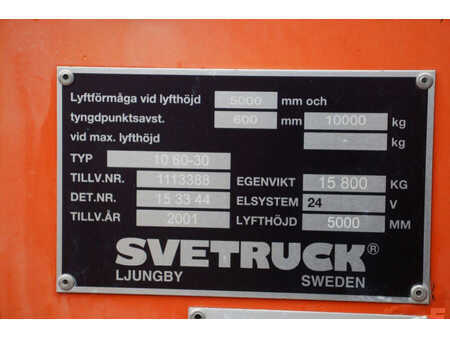 Lyftförmåga vid lyfthöjd 5000 mm och
tyngdpunktsavst. 600 mm 10000 kg
vid max. lyfthöjd kg
TYP 10 60-30
TILLV.NR. 1113388 EGENVIKT 15 800 KG
DET.NR. 15 33 44 ELSYSTEM 24 V
TILLV.ÅR 2001 LYFTHÖJD 5000 MM
SVETRUCK®
LJUNGBY SWEDEN